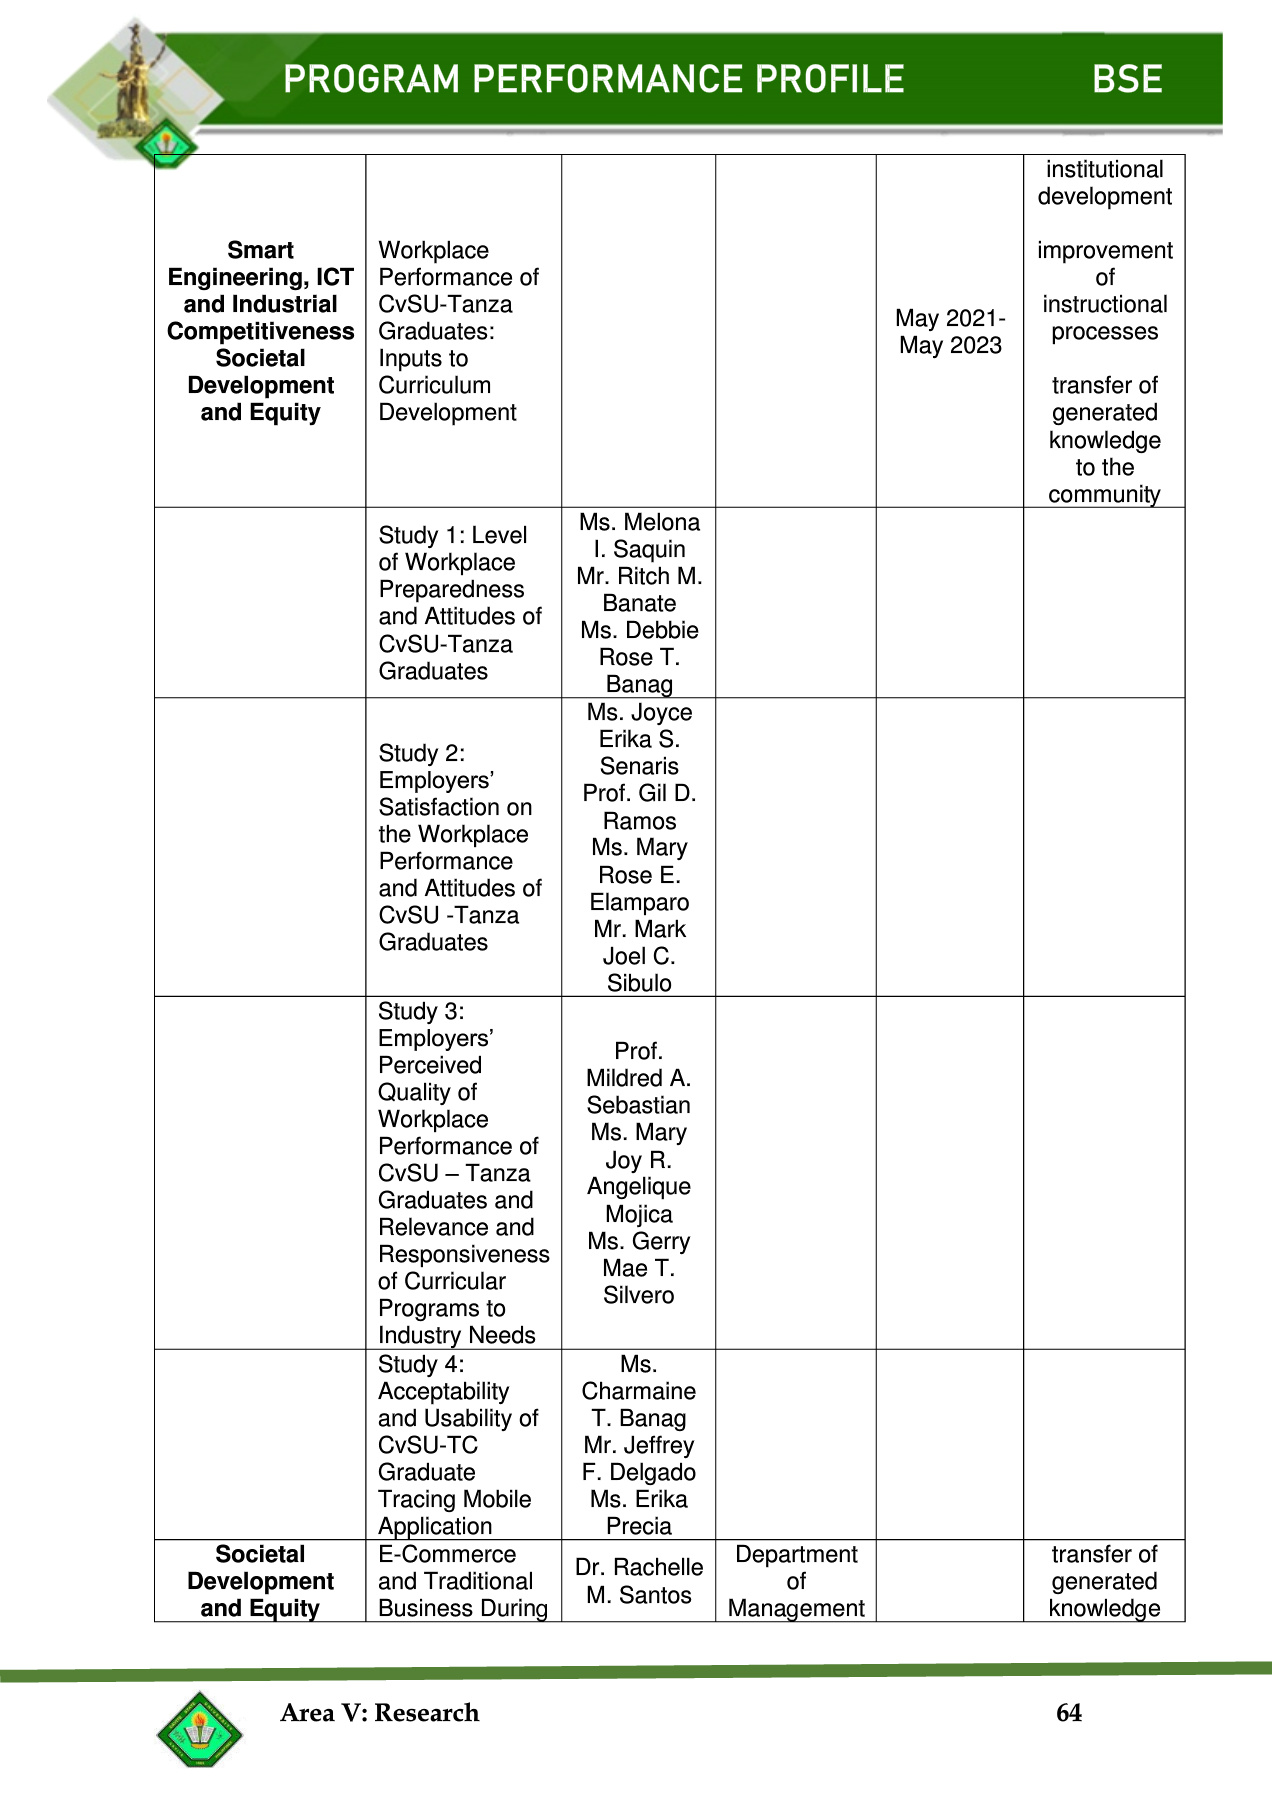 PROGRAM PERFORMANCE PROFILE BSE
Smart
Engineering, ICT
and Industrial
Competitiveness
Societal
Development
and Equity
Workplace
Performance of
CvSU-Tanza
Graduates:
Inputs to
Curriculum
Development
May 2021-
May 2023
institutional
development
improvement
of
instructional
processes
transfer of
generated
knowledge
to the
community
Study 1: Level
of Workplace
Preparedness
and Attitudes of
CvSU-Tanza
Graduates
Ms. Melona
I. Saquin
Mr. Ritch M.
Banate
Ms. Debbie
Rose T.
Banag
Study 2:
Employers’
Satisfaction on
the Workplace
Performance
and Attitudes of
CvSU -Tanza
Graduates
Ms. Joyce
Erika S.
Senaris
Prof. Gil D.
Ramos
Ms. Mary
Rose E.
Elamparo
Mr. Mark
Joel C.
Sibulo
Study 3:
Employers’
Perceived
Quality of
Workplace
Performance of
CvSU – Tanza
Graduates and
Relevance and
Responsiveness
of Curricular
Programs to
Industry Needs
Prof.
Mildred A.
Sebastian
Ms. Mary
Joy R.
Angelique
Mojica
Ms. Gerry
Mae T.
Silvero
Study 4:
Acceptability
and Usability of
CvSU-TC
Graduate
Tracing Mobile
Application
Ms.
Charmaine
T. Banag
Mr. Jeffrey
F. Delgado
Ms. Erika
Precia
Societal
Development
and Equity
E-Commerce
and Traditional
Business During
Dr. Rachelle
M. Santos
Department
of
Management
transfer of
generated
knowledge
Area V: Research 64